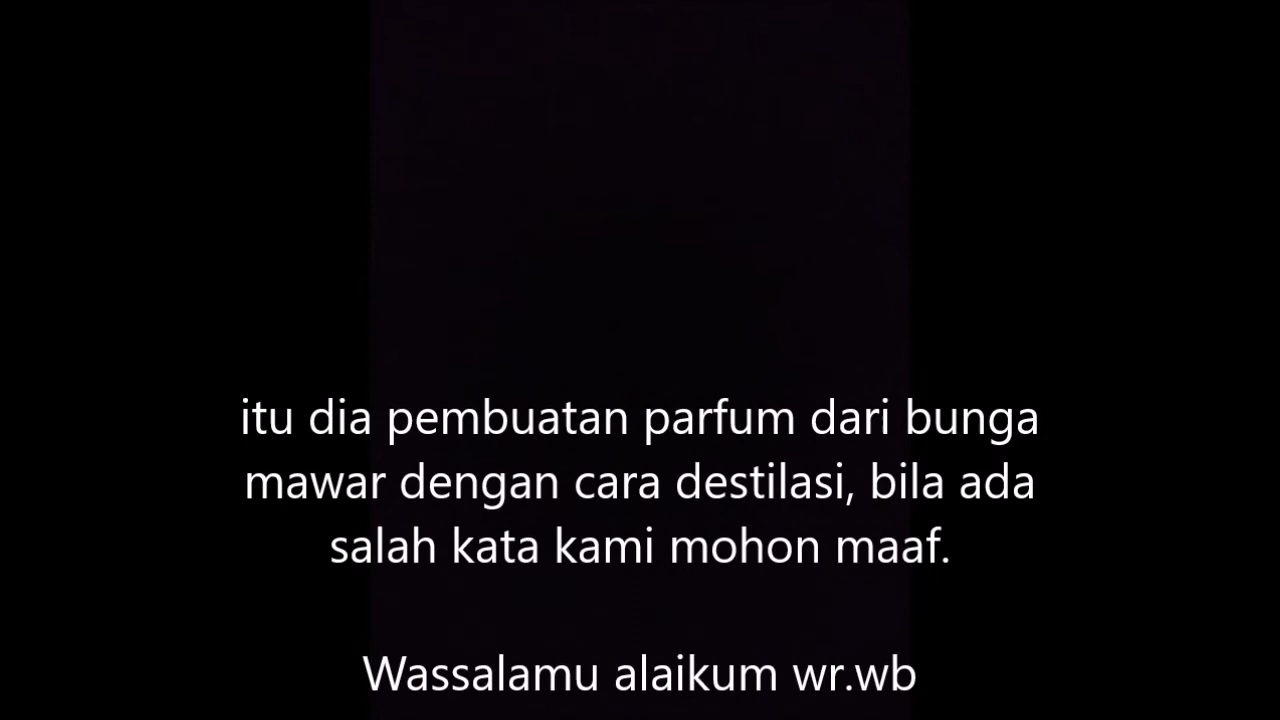 itu dia pembuatan parfum dari bunga
mawar dengan cara destilasi, bila ada
salah kata kami mohon maaf.
Wassalamu alaikum wr.wb